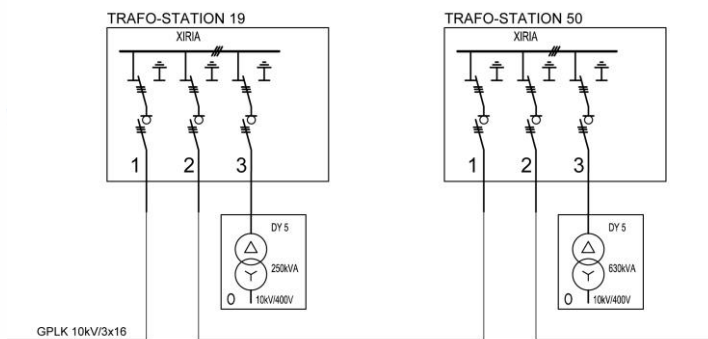 TRAFO-STATION 19
XIRIA
1 2 3
DY 5
250kVA
0 10kV/400V
TRAFO-STATION 50
XIRIA
1 2 3
DY 5
630kVA
0 10kV/400V
GPLK 10kV/3x16